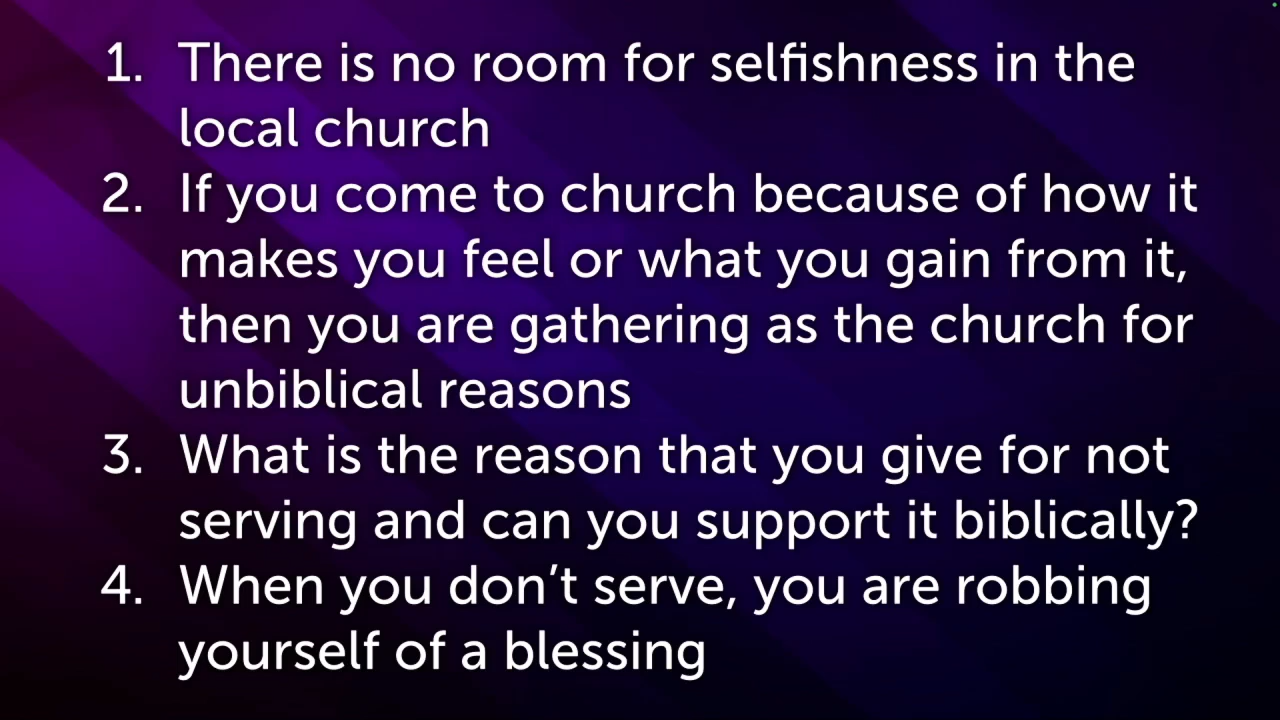 1. There is no room for selfishness in the
local church
2. If you come to church because of how it
makes you feel or what you gain from it,
then you are gathering as the church for
unbiblical reasons
3. What is the reason that you give for not
serving and can you support it biblically?
4. When you don’t serve, you are robbing
yourself of a blessing